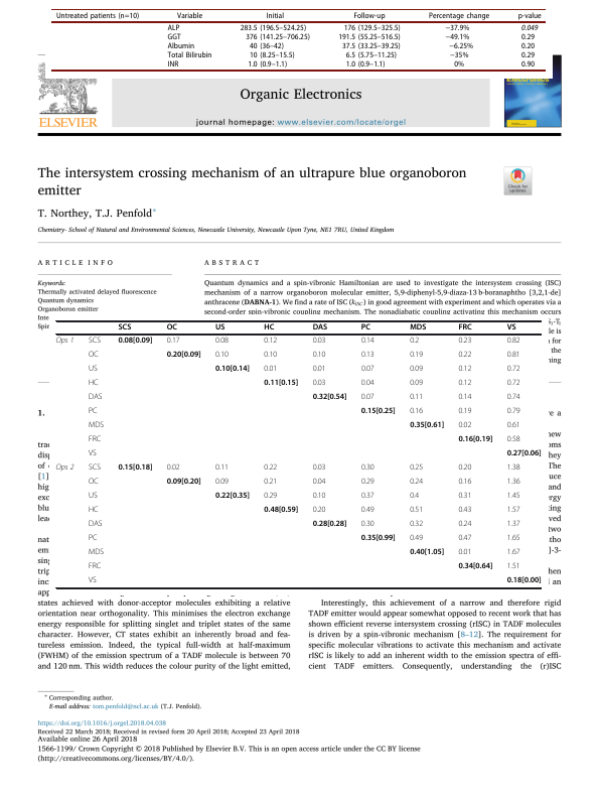 Untreated patients (n=10) Variable Initial Follow-up Percentage change p-value
ALP 283.5 (196.5–524.25) 176 (129.5–325.5) −37.9% 0.049
GGT 376 (141.25–706.25) 191.5 (55.25–516.5) −49.1% 0.29
Albumin 40 (36–42) 37.5 (33.25–39.25) −6.25% 0.20
Total Bilirubin 10 (8.25–15.5) 6.5 (5.75–11.25) −35% 0.29
INR 1.0 (0.9–1.1) 1.0 (0.9–1.1) 0% 0.90
Organic Electronics
ELSEVIER
journal homepage: www.elsevier.com/locate/orgel
The intersystem crossing mechanism of an ultrapure blue organoboron
emitter
Check for
updates
T. Northey, T.J. Penfold*
Chemistry- School of Natural and Environmental Sciences, Newcastle University, Newcastle Upon Tyne, NE1 7RU, United Kingdom
ARTICLE INFO
Keywords:
Thermally activated delayed fluorescence
Quantum dynamics
Organoboron emitter
Inte
Spir
ABSTRACT
Quantum dynamics and a spin-vibronic Hamiltonian are used to investigate the intersystem crossing (ISC)
mechanism of a narrow organoboron molecular emitter, 5,9-diphenyl-5,9-diaza-13 b-boranaphtho [3,2,1-de]
anthracene (DABNA-1). We find a rate of ISC (kISC) in good agreement with experiment and which operates via a
second-order spin-vibronic coupling mechanism. The nonadiabatic coupling activating this mechanism occurs
SCS OC US HC DAS PC MDS FRC VS
Ops 1 SCS 0.08[0.09] 0.17 0.08 0.12 0.03 0.14 0.2 0.23 0.82
OC 0.20[0.09] 0.10 0.10 0.10 0.13 0.19 0.22 0.81
US 0.10[0.14] 0.01 0.01 0.07 0.09 0.12 0.72
HC 0.11[0.15] 0.03 0.04 0.09 0.12 0.72
DAS 0.32[0.54] 0.07 0.11 0.14 0.74
PC 0.15[0.25] 0.16 0.19 0.79
MDS 0.35[0.61] 0.02 0.61
FRC 0.16[0.19] 0.58
VS 0.27[0.06]
Ops 2 SCS 0.15[0.18] 0.02 0.11 0.22 0.03 0.30 0.25 0.20 1.38
OC 0.09[0.20] 0.09 0.21 0.04 0.29 0.24 0.16 1.36
US 0.22[0.35] 0.29 0.10 0.37 0.4 0.31 1.45
HC 0.48[0.59] 0.20 0.49 0.51 0.43 1.57
DAS 0.28[0.28] 0.30 0.32 0.24 1.37
PC 0.35[0.99] 0.49 0.47 1.65
MDS 0.40[1.05] 0.01 1.67
FRC 0.34[0.64] 1.51
VS 0.18[0.00]
1.
states achieved with donor-acceptor molecules exhibiting a relative
orientation near orthogonality. This minimises the electron exchange
energy responsible for splitting singlet and triplet states of the same
character. However, CT states exhibit an inherently broad and fea-
tureless emission. Indeed, the typical full-width at half-maximum
(FWHM) of the emission spectrum of a TADF molecule is between 70
and 120 nm. This width reduces the colour purity of the light emitted,
Interestingly, this achievement of a narrow and therefore rigid
TADF emitter would appear somewhat opposed to recent work that has
shown efficient reverse intersystem crossing (rISC) in TADF molecules
is driven by a spin-vibronic mechanism [8–12]. The requirement for
specific molecular vibrations to activate this mechanism and activate
rISC is likely to add an inherent width to the emission spectra of effi-
cient TADF emitters. Consequently, understanding the (r)ISC
* Corresponding author.
E-mail address: tom.penfold@ncl.ac.uk (T.J. Penfold).
https://doi.org/10.1016/j.orgel.2018.04.038
Received 22 March 2018; Received in revised form 20 April 2018; Accepted 23 April 2018
Available online 26 April 2018
1566-1199/ Crown Copyright © 2018 Published by Elsevier B.V. This is an open access article under the CC BY license
(http://creativecommons.org/licenses/BY/4.0/).